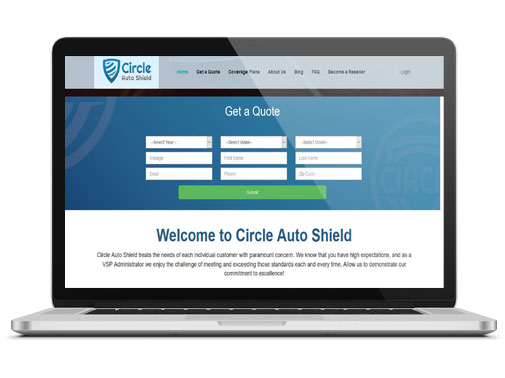 Circle
Auto Shield
Home Get a Quote Coverage Plans About Us Blog FAQ Become a Reseller Login
Get a Quote
--Select Year-- --Select Make-- --Select Model--
Mileage First Name Last Name
Email Phone Zip Code
Submit
CIRC
Welcome to Circle Auto Shield
Circle Auto Shield treats the needs of each individual customer with paramount concern. We know that you have high expectations, and as a
VSP Administrator we enjoy the challenge of meeting and exceeding those standards each and every time. Allow us to demonstrate our
commitment to excellence!